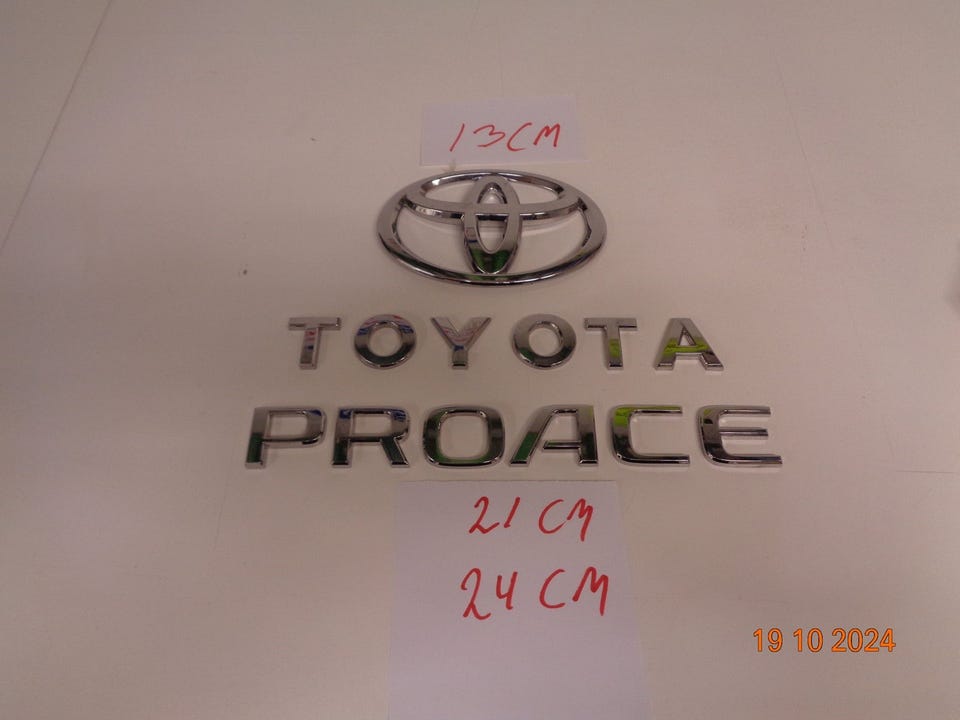 13CM
TOYOTA
PROACE
21 CM
24 CM
19 10 2024